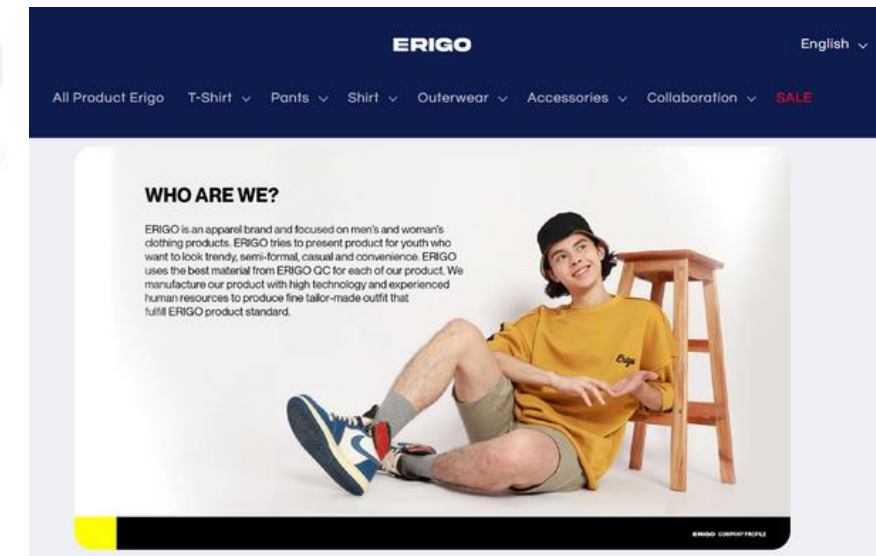 ERIGO
English
All Product Erigo T-Shirt Pants Shirt Outerwear Accessories Collaboration SALE
WHO ARE WE?
ERIGO is an apparel brand and focused on men's and woman's
clothing products. ERIGO tries to present product for youth who
want to look trendy, semi-formal, casual and convenience. ERIGO
uses the best material from ERIGO QC for each of our product. We
manufacture our product with high technology and experienced
human resources to produce fine tailor-made outfit that
fulfill ERIGO product standard.
Erigo
ERIGO COMPANY PROFILE